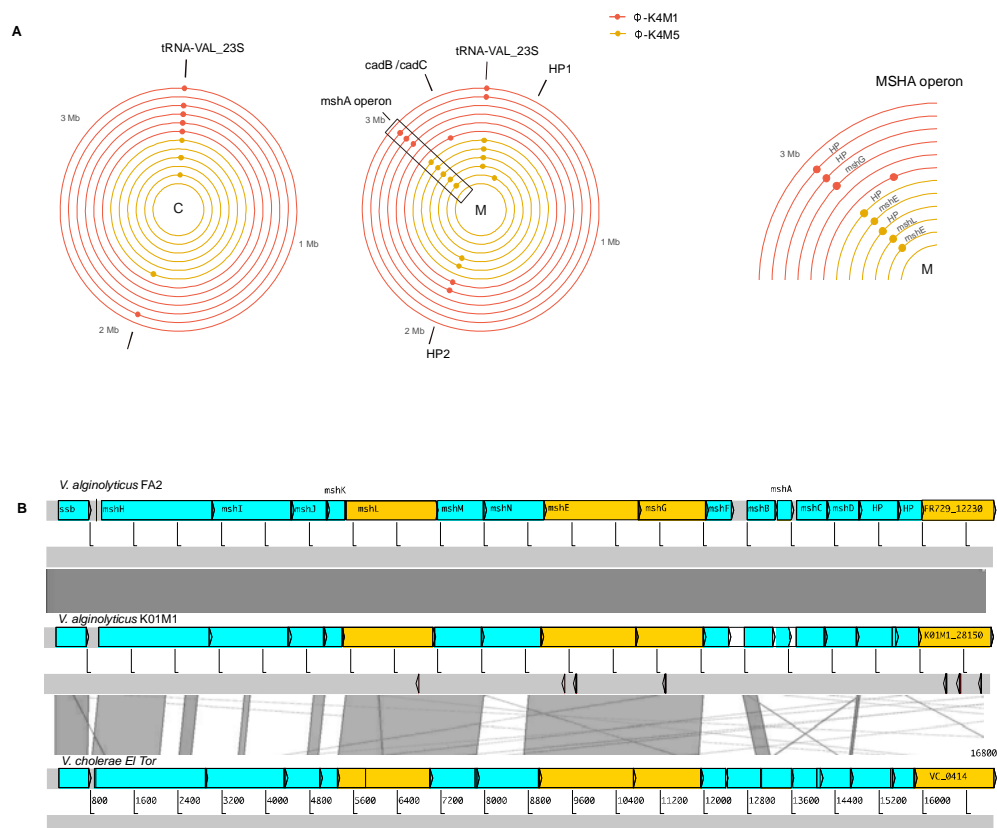 A
Φ-K4M1
Φ-K4M5
tRNA-VAL_23S
3 Mb
C
1 Mb
2 Mb
tRNA-VAL_23S
cadB /cadC
HP1
mshA operon
3 Mb
M
1 Mb
2 Mb
HP2
MSHA operon
3 Mb
HP
HP
mshG
HP
mshE
HP
mshL
mshE
M
B
V. alginolyticus FA2
mshK
mshA
ssb mshH mshI mshJ mshL mshM mshN mshE mshG mshF mshB mshC mshD HP HP FR729_12230
V. alginolyticus K01M1
K01M1_28150
16800
V. cholerae El Tor
VC_0414
800 1600 2400 3200 4000 4800 5600 6400 7200 8000 8800 9600 10400 11200 12000 12800 13600 14400 15200 16000